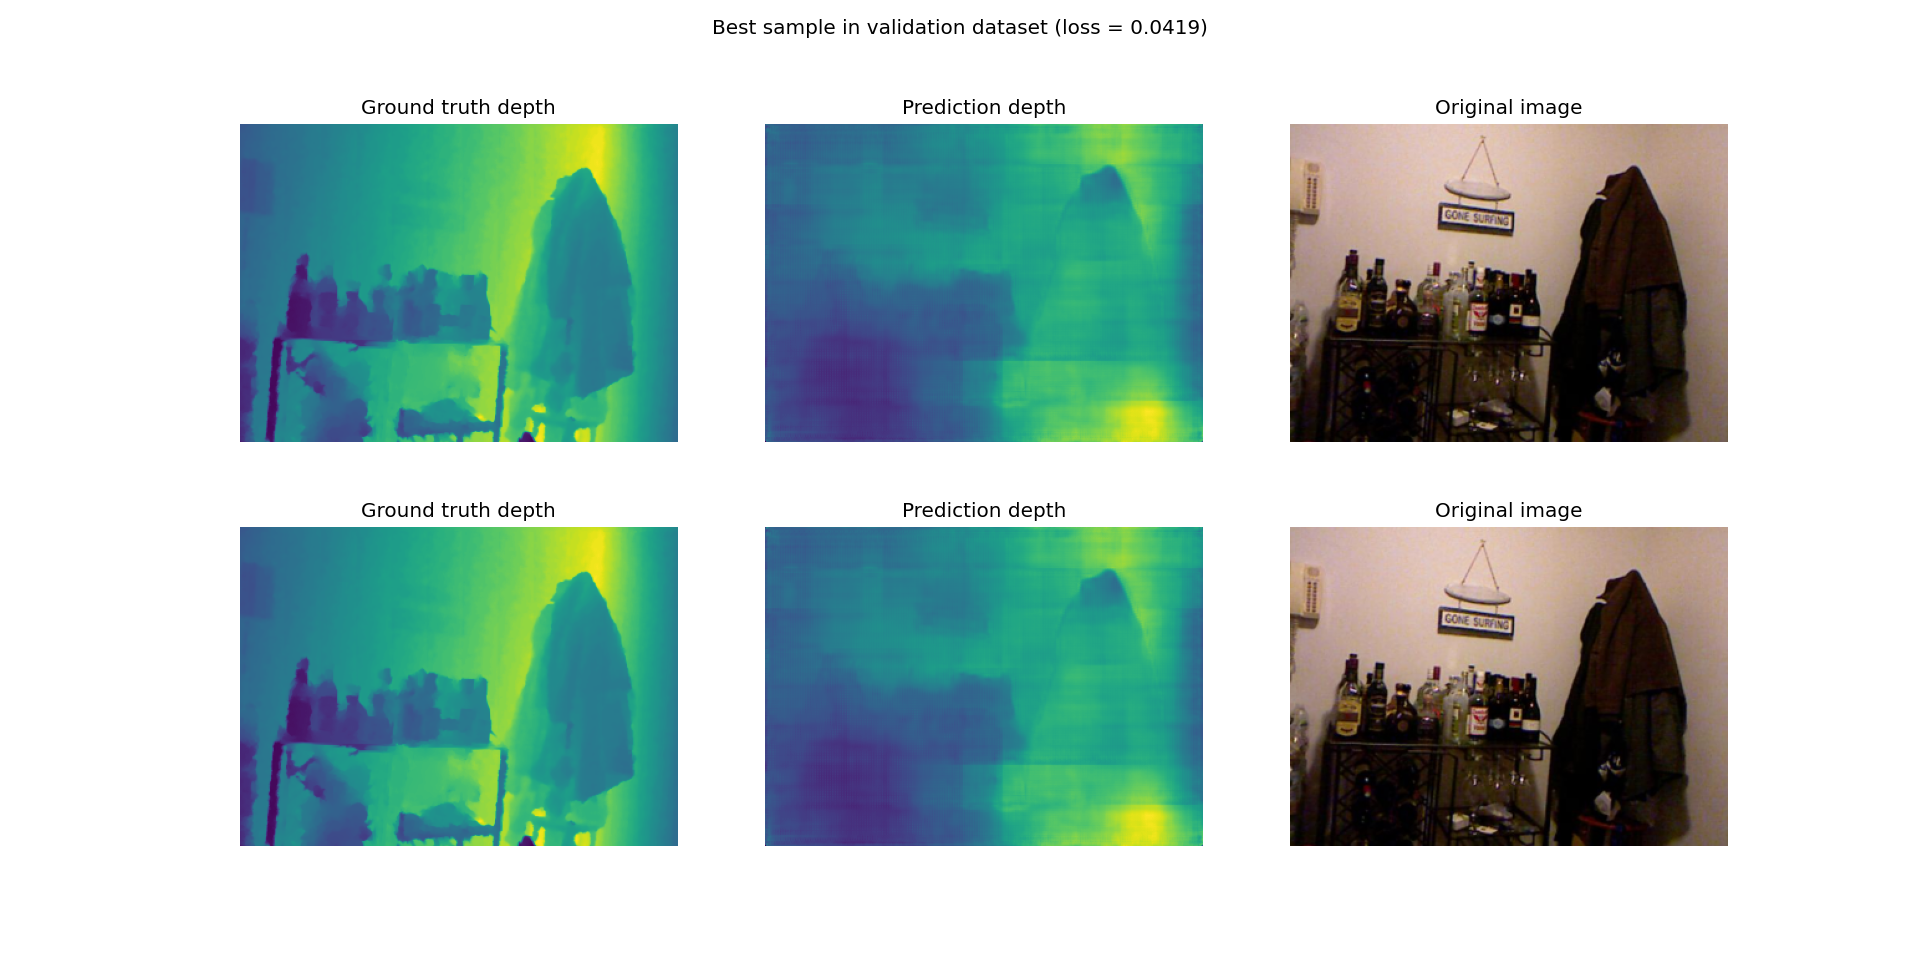 Best sample in validation dataset (loss = 0.0419)
Ground truth depth
Prediction depth
Original image
GONE SURFING
Ground truth depth
Prediction depth
Original image
GONE SURFING